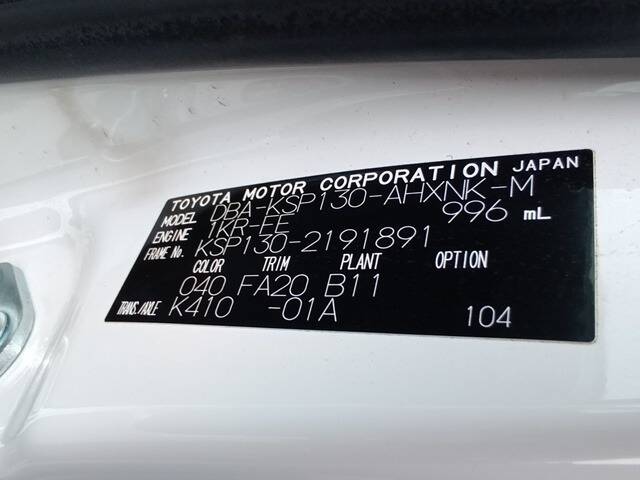 TOYOTA MOTOR CORPORATION JAPAN
MODEL DBA-KSP130-AHXNK-M
ENGINE 1KR-FE 996 mL
FRAME No. KSP130-2191891
COLOR TRIM PLANT OPTION
040 FA20 B11
TRANS./AXLE K410 -01A 104